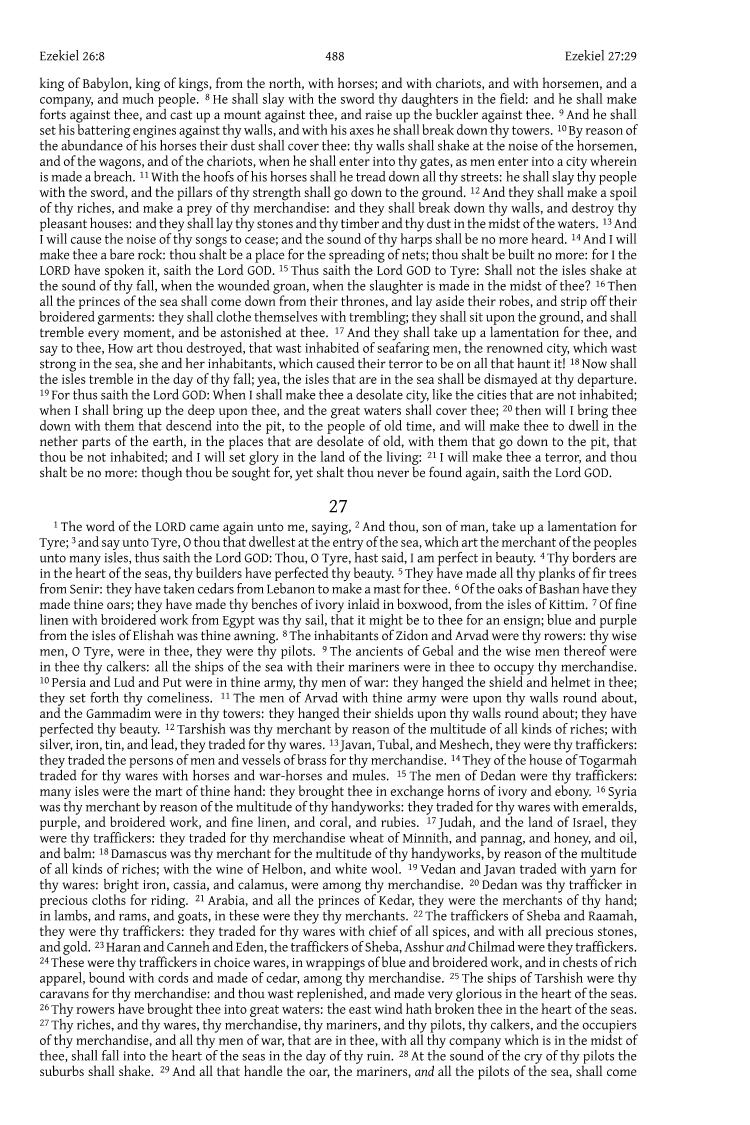 Ezekiel 26:8 488 Ezekiel 27:29
king of Babylon, king of kings, from the north, with horses; and with chariots, and with horsemen, and a
company, and much people. 8 He shall slay with the sword thy daughters in the field: and he shall make
forts against thee, and cast up a mount against thee, and raise up the buckler against thee. 9 And he shall
set his battering engines against thy walls, and with his axes he shall break down thy towers. 10 By reason of
the abundance of his horses their dust shall cover thee: thy walls shall shake at the noise of the horsemen,
and of the wagons, and of the chariots, when he shall enter into thy gates, as men enter into a city wherein
is made a breach. 11 With the hoofs of his horses shall he tread down all thy streets: he shall slay thy people
with the sword, and the pillars of thy strength shall go down to the ground. 12 And they shall make a spoil
of thy riches, and make a prey of thy merchandise: and they shall break down thy walls, and destroy thy
pleasant houses: and they shall lay thy stones and thy timber and thy dust in the midst of the waters. 13 And
I will cause the noise of thy songs to cease; and the sound of thy harps shall be no more heard. 14 And I will
make thee a bare rock: thou shalt be a place for the spreading of nets; thou shalt be built no more: for I the
LORD have spoken it, saith the Lord GOD. 15 Thus saith the Lord GOD to Tyre: Shall not the isles shake at
the sound of thy fall, when the wounded groan, when the slaughter is made in the midst of thee? 16 Then
all the princes of the sea shall come down from their thrones, and lay aside their robes, and strip off their
broidered garments: they shall clothe themselves with trembling; they shall sit upon the ground, and shall
tremble every moment, and be astonished at thee. 17 And they shall take up a lamentation for thee, and
say to thee, How art thou destroyed, that wast inhabited of seafaring men, the renowned city, which wast
strong in the sea, she and her inhabitants, which caused their terror to be on all that haunt it! 18 Now shall
the isles tremble in the day of thy fall; yea, the isles that are in the sea shall be dismayed at thy departure.
19 For thus saith the Lord GOD: When I shall make thee a desolate city, like the cities that are not inhabited;
when I shall bring up the deep upon thee, and the great waters shall cover thee; 20 then will I bring thee
down with them that descend into the pit, to the people of old time, and will make thee to dwell in the
nether parts of the earth, in the places that are desolate of old, with them that go down to the pit, that
thou be not inhabited; and I will set glory in the land of the living: 21 I will make thee a terror, and thou
shalt be no more: though thou be sought for, yet shalt thou never be found again, saith the Lord GOD.
27
1 The word of the LORD came again unto me, saying, 2 And thou, son of man, take up a lamentation for
Tyre; 3 and say unto Tyre, O thou that dwellest at the entry of the sea, which art the merchant of the peoples
unto many isles, thus saith the Lord GOD: Thou, O Tyre, hast said, I am perfect in beauty. 4 Thy borders are
in the heart of the seas, thy builders have perfected thy beauty. 5 They have made all thy planks of fir trees
from Senir: they have taken cedars from Lebanon to make a mast for thee. 6 Of the oaks of Bashan have they
made thine oars; they have made thy benches of ivory inlaid in boxwood, from the isles of Kittim. 7 Of fine
linen with broidered work from Egypt was thy sail, that it might be to thee for an ensign; blue and purple
from the isles of Elishah was thine awning. 8 The inhabitants of Zidon and Arvad were thy rowers: thy wise
men, O Tyre, were in thee, they were thy pilots. 9 The ancients of Gebal and the wise men thereof were
in thee thy calkers: all the ships of the sea with their mariners were in thee to occupy thy merchandise.
10 Persia and Lud and Put were in thine army, thy men of war: they hanged the shield and helmet in thee;
they set forth thy comeliness. 11 The men of Arvad with thine army were upon thy walls round about,
and the Gammadim were in thy towers: they hanged their shields upon thy walls round about; they have
perfected thy beauty. 12 Tarshish was thy merchant by reason of the multitude of all kinds of riches; with
silver, iron, tin, and lead, they traded for thy wares. 13 Javan, Tubal, and Meshech, they were thy traffickers:
they traded the persons of men and vessels of brass for thy merchandise. 14 They of the house of Togarmah
traded for thy wares with horses and war-horses and mules. 15 The men of Dedan were thy traffickers:
many isles were the mart of thine hand: they brought thee in exchange horns of ivory and ebony. 16 Syria
was thy merchant by reason of the multitude of thy handyworks: they traded for thy wares with emeralds,
purple, and broidered work, and fine linen, and coral, and rubies. 17 Judah, and the land of Israel, they
were thy traffickers: they traded for thy merchandise wheat of Minnith, and pannag, and honey, and oil,
and balm: 18 Damascus was thy merchant for the multitude of thy handyworks, by reason of the multitude
of all kinds of riches; with the wine of Helbon, and white wool. 19 Vedan and Javan traded with yarn for
thy wares: bright iron, cassia, and calamus, were among thy merchandise. 20 Dedan was thy trafficker in
precious cloths for riding. 21 Arabia, and all the princes of Kedar, they were the merchants of thy hand;
in lambs, and rams, and goats, in these were they thy merchants. 22 The traffickers of Sheba and Raamah,
they were thy traffickers: they traded for thy wares with chief of all spices, and with all precious stones,
and gold. 23 Haran and Canneh and Eden, the traffickers of Sheba, Asshur and Chilmad were they traffickers.
24 These were thy traffickers in choice wares, in wrappings of blue and broidered work, and in chests of rich
apparel, bound with cords and made of cedar, among thy merchandise. 25 The ships of Tarshish were thy
caravans for thy merchandise: and thou wast replenished, and made very glorious in the heart of the seas.
26 Thy rowers have brought thee into great waters: the east wind hath broken thee in the heart of the seas.
27 Thy riches, and thy wares, thy merchandise, thy mariners, and thy pilots, thy calkers, and the occupiers
of thy merchandise, and all thy men of war, that are in thee, with all thy company which is in the midst of
thee, shall fall into the heart of the seas in the day of thy ruin. 28 At the sound of the cry of thy pilots the
suburbs shall shake. 29 And all that handle the oar, the mariners, and all the pilots of the sea, shall come